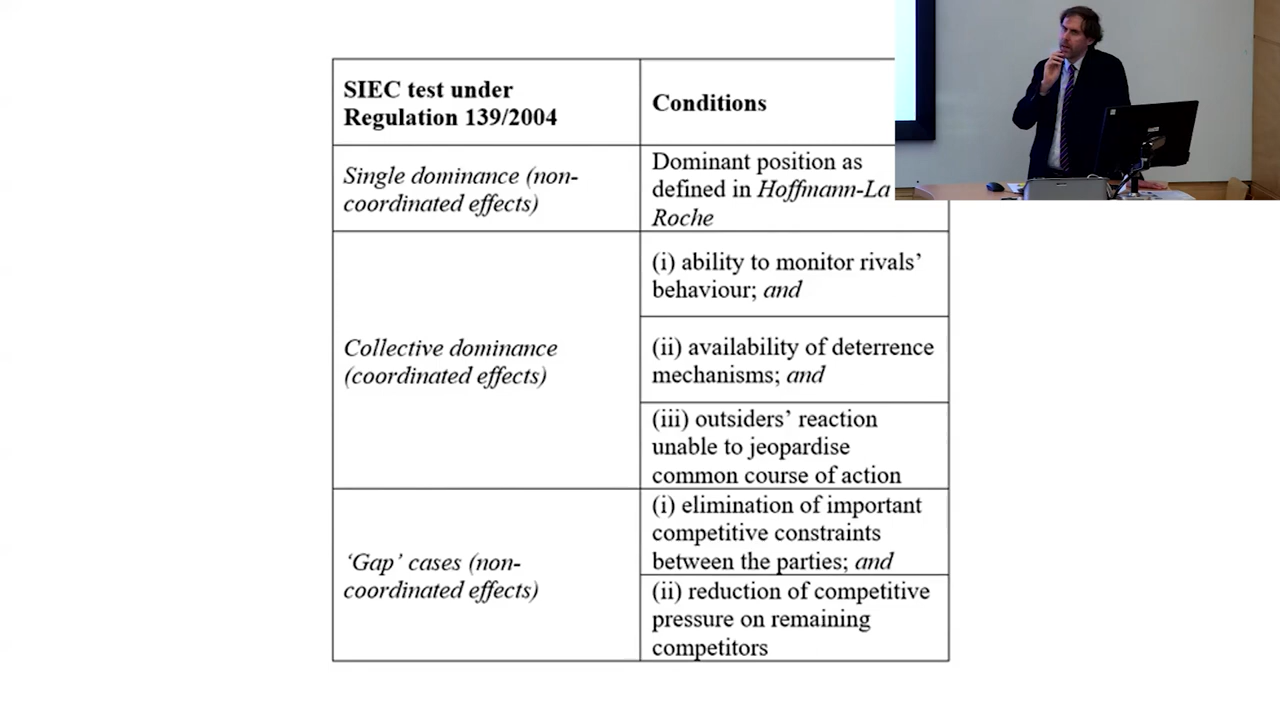 SIEC test under
Regulation 139/2004
Conditions
Single dominance (non-
coordinated effects)
Dominant position as
defined in Hoffmann-La
Roche
Collective dominance
(coordinated effects)
(i) ability to monitor rivals’
behaviour; and
(ii) availability of deterrence
mechanisms; and
(iii) outsiders’ reaction
unable to jeopardise
common course of action
‘Gap’ cases (non-
coordinated effects)
(i) elimination of important
competitive constraints
between the parties; and
(ii) reduction of competitive
pressure on remaining
competitors